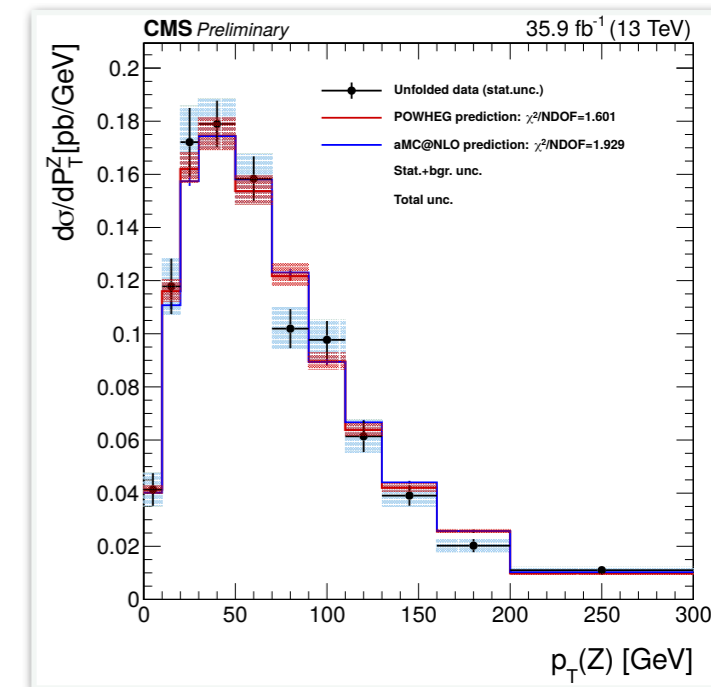 CMS Preliminary 35.9 fb⁻¹ (13 TeV)
dσ/dP_T^Z [pb/GeV]
Unfolded data (stat.unc.)
POWHEG prediction: χ²/NDOF=1.601
aMC@NLO prediction: χ²/NDOF=1.929
Stat.+bgr. unc.
Total unc.
0.2
0.18
0.16
0.14
0.12
0.1
0.08
0.06
0.04
0.02
0
0 50 100 150 200 250 300
p_T(Z) [GeV]